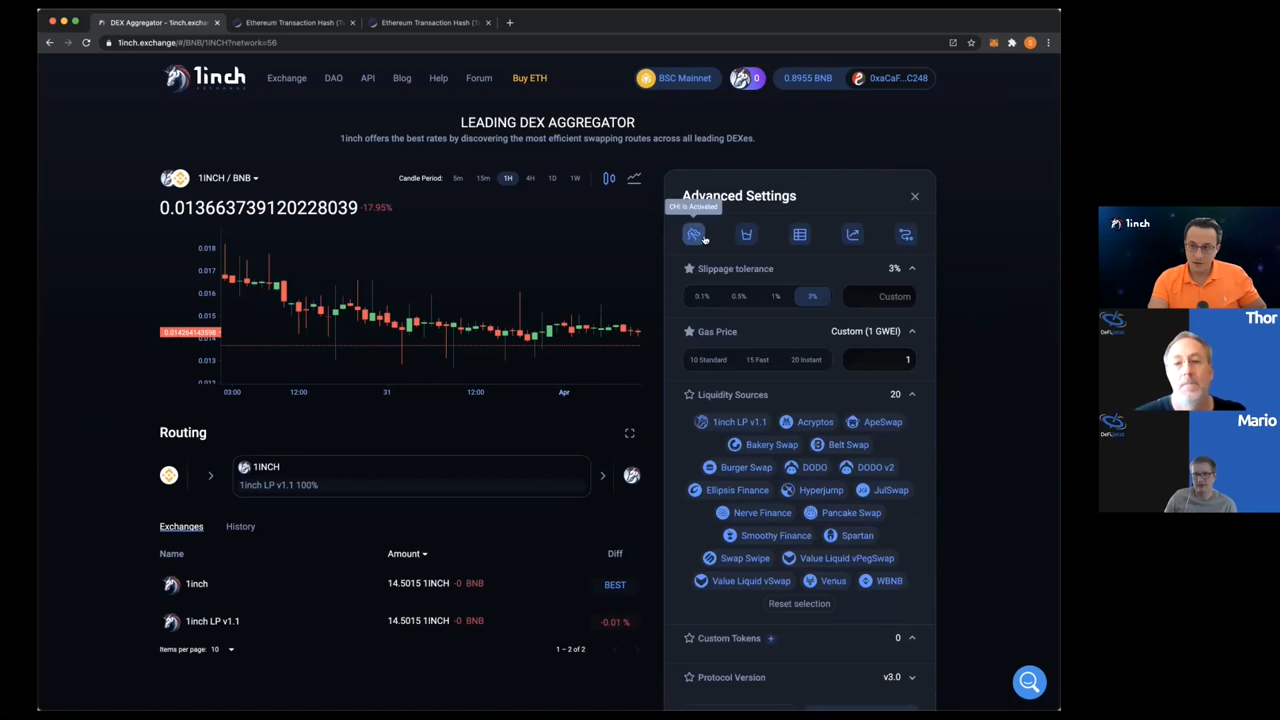 DEX Aggregator - 1inch.exchan
Ethereum Transaction Hash (T
Ethereum Transaction Hash (T
1inch.exchange/#/BNB/1INCH?network=56
S
1inch
EXCHANGE
Exchange
DAO
API
Blog
Help
Forum
Buy ETH
BSC Mainnet
0
0.8955 BNB
0xaCaF...C248
LEADING DEX AGGREGATOR
1inch offers the best rates by discovering the most efficient swapping routes across all leading DEXes.
1INCH / BNB
Candle Period:
5m
15m
1H
4H
1D
1W
0.013663739120228039 -17.95%
0.018
0.017
0.016
0.015
0.014264143598
0.014
0.013
0.012
03:00
12:00
31
12:00
Apr
Routing
1INCH
1inch LP v1.1 100%
Exchanges
History
Name
Amount
Diff
1inch
14.5015 1INCH -0 BNB
BEST
1inch LP v1.1
14.5015 1INCH -0 BNB
-0.01 %
Items per page: 10
1 – 2 of 2
Advanced Settings
CHI is Activated
Slippage tolerance
3%
0.1%
0.5%
1%
3%
Custom
Gas Price
Custom (1 GWEI)
10 Standard
15 Fast
20 Instant
1
Liquidity Sources
20
1inch LP v1.1
Acryptos
ApeSwap
Bakery Swap
Belt Swap
Burger Swap
DODO
DODO v2
Ellipsis Finance
Hyperjump
JulSwap
Nerve Finance
Pancake Swap
Smoothy Finance
Spartan
Swap Swipe
Value Liquid vPegSwap
Value Liquid vSwap
Venus
WBNB
Reset selection
Custom Tokens +
0
Protocol Version
v3.0
1inch
Thor
DeFi
Mario
DeFi